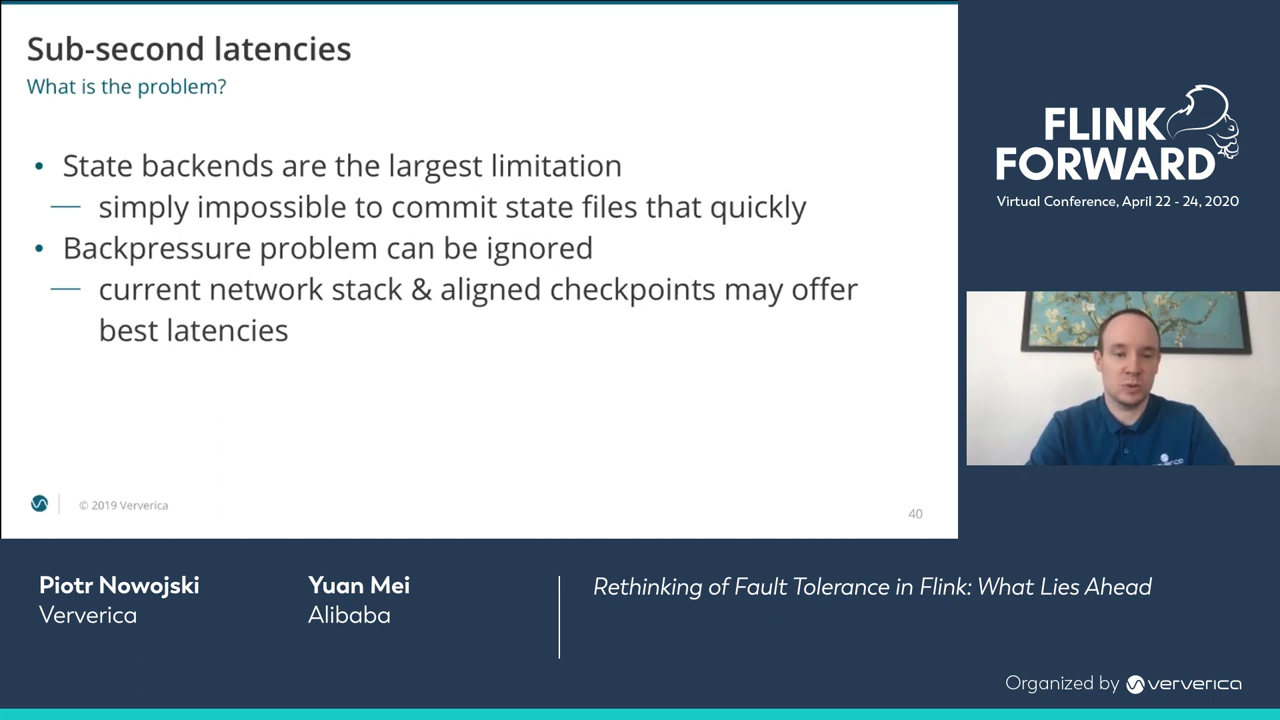 Sub-second latencies
What is the problem?
• State backends are the largest limitation
— simply impossible to commit state files that quickly
• Backpressure problem can be ignored
— current network stack & aligned checkpoints may offer
best latencies
© 2019 Ververica
40
FLINK
FORWARD
Virtual Conference, April 22 - 24, 2020
Piotr Nowojski
Ververica
Yuan Mei
Alibaba
Rethinking of Fault Tolerance in Flink: What Lies Ahead
Organized by ververica